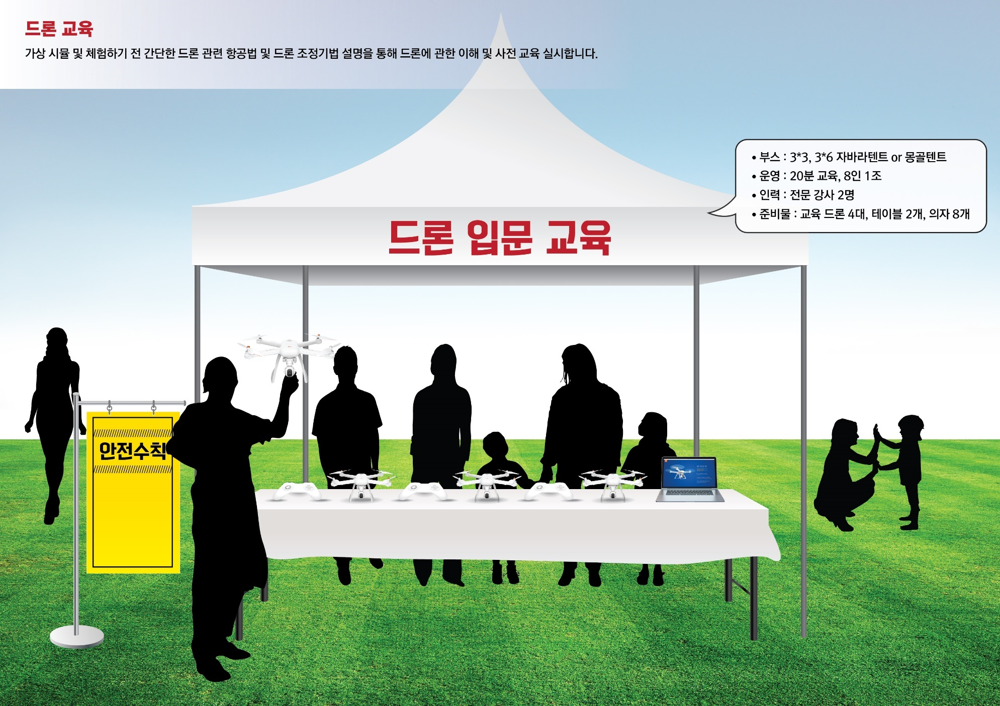 드론 교육
가상 시뮬 및 체험하기 전 간단한 드론 관련 항공법 및 드론 조정기법 설명을 통해 드론에 관한 이해 및 사전 교육 실시합니다.
• 부스 : 3*3, 3*6 자바라텐트 or 몽골텐트
• 운영 : 20분 교육, 8인 1조
• 인력 : 전문 강사 2명
• 준비물 : 교육 드론 4대, 테이블 2개, 의자 8개
드론 입문 교육
안전수칙